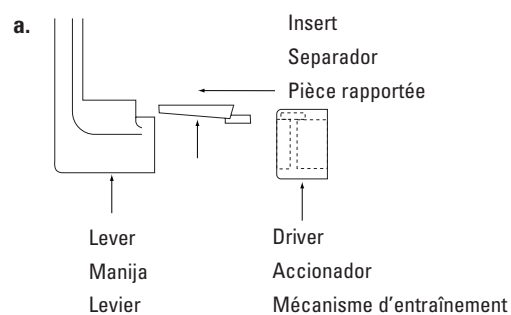 a.
Insert
Separador
Pièce rapportée
Lever
Manija
Levier
Driver
Accionador
Mécanisme d'entraînement